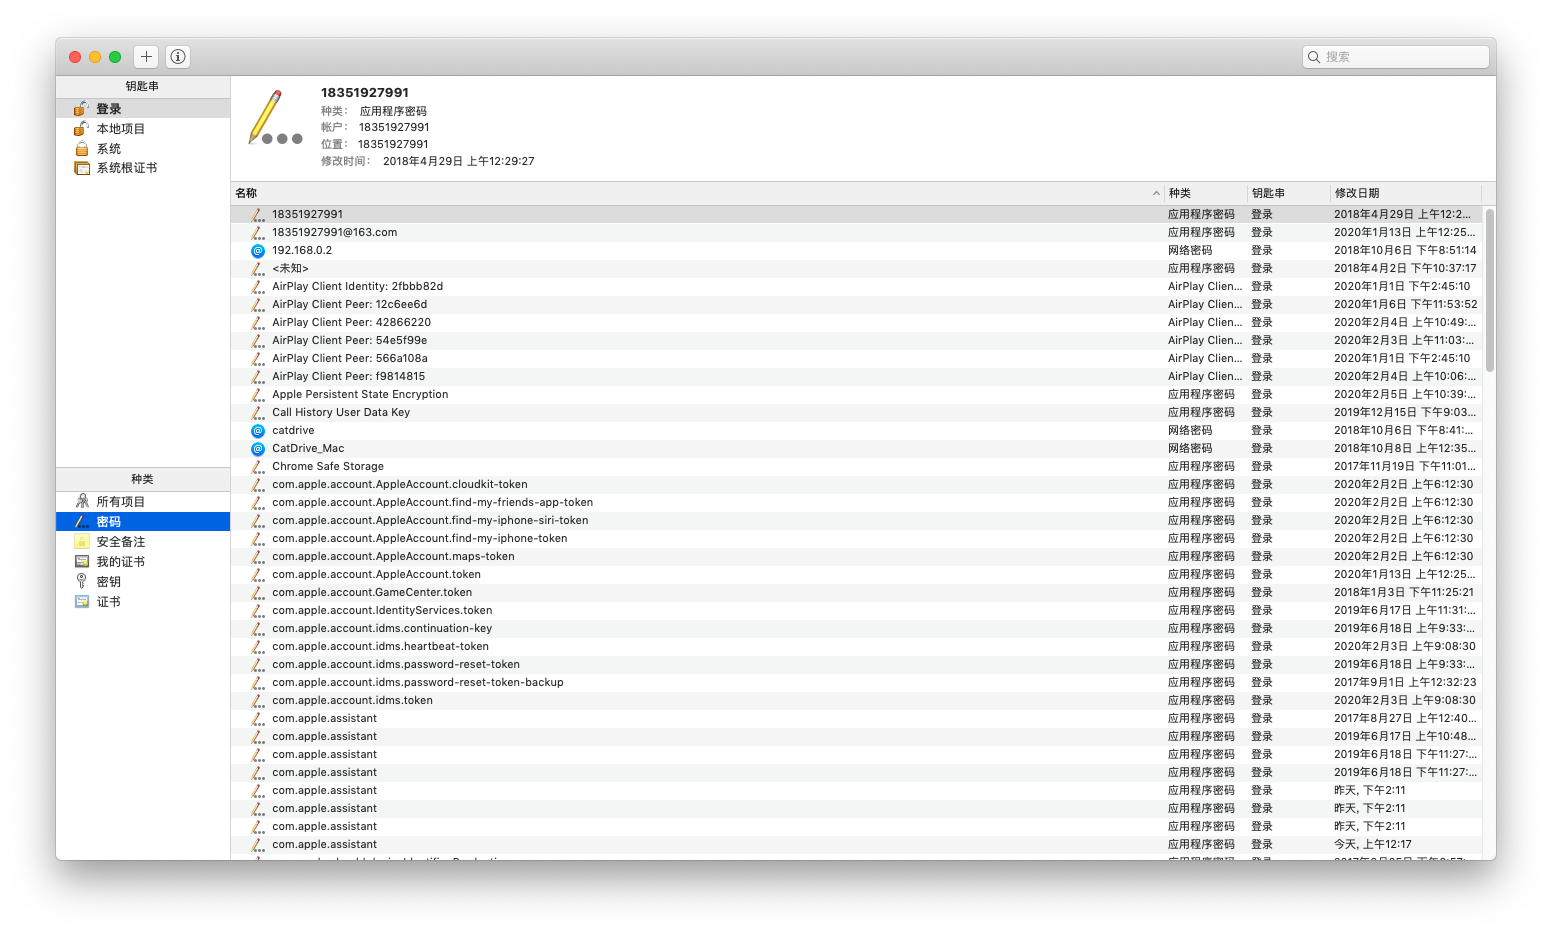 搜索
钥匙串
登录
本地项目
系统
系统根证书
种类
所有项目
密码
安全备注
我的证书
密钥
证书
18351927991
种类： 应用程序密码
帐户： 18351927991
位置： 18351927991
修改时间： 2018年4月29日 上午12:29:27
名称 种类 钥匙串 修改日期
18351927991 应用程序密码 登录 2018年4月29日 上午12:2...
18351927991@163.com 应用程序密码 登录 2020年1月13日 上午12:25...
192.168.0.2 网络密码 登录 2018年10月6日 下午8:51:14
<未知> 应用程序密码 登录 2018年4月2日 下午10:37:17
AirPlay Client Identity: 2fbbb82d AirPlay Clien... 登录 2020年1月1日 下午2:45:10
AirPlay Client Peer: 12c6ee6d AirPlay Clien... 登录 2020年1月6日 下午11:53:52
AirPlay Client Peer: 42866220 AirPlay Clien... 登录 2020年2月4日 上午10:49:...
AirPlay Client Peer: 54e5f99e AirPlay Clien... 登录 2020年2月3日 上午11:03:...
AirPlay Client Peer: 566a108a AirPlay Clien... 登录 2020年1月1日 下午2:45:10
AirPlay Client Peer: f9814815 AirPlay Clien... 登录 2020年2月4日 上午10:06:...
Apple Persistent State Encryption 应用程序密码 登录 2020年2月5日 上午10:39:...
Call History User Data Key 应用程序密码 登录 2019年12月15日 下午9:03...
catdrive 网络密码 登录 2018年10月6日 下午8:41:...
CatDrive_Mac 网络密码 登录 2018年10月8日 上午12:35...
Chrome Safe Storage 应用程序密码 登录 2017年11月19日 下午11:01...
com.apple.account.AppleAccount.cloudkit-token 应用程序密码 登录 2020年2月2日 上午6:12:30
com.apple.account.AppleAccount.find-my-friends-app-token 应用程序密码 登录 2020年2月2日 上午6:12:30
com.apple.account.AppleAccount.find-my-iphone-siri-token 应用程序密码 登录 2020年2月2日 上午6:12:30
com.apple.account.AppleAccount.find-my-iphone-token 应用程序密码 登录 2020年2月2日 上午6:12:30
com.apple.account.AppleAccount.maps-token 应用程序密码 登录 2020年2月2日 上午6:12:30
com.apple.account.AppleAccount.token 应用程序密码 登录 2020年1月13日 上午12:25...
com.apple.account.GameCenter.token 应用程序密码 登录 2018年1月3日 下午11:25:21
com.apple.account.IdentityServices.token 应用程序密码 登录 2019年6月17日 上午11:31:...
com.apple.account.idms.continuation-key 应用程序密码 登录 2019年6月18日 上午9:33:...
com.apple.account.idms.heartbeat-token 应用程序密码 登录 2020年2月3日 上午9:08:30
com.apple.account.idms.password-reset-token 应用程序密码 登录 2019年6月18日 上午9:33:...
com.apple.account.idms.password-reset-token-backup 应用程序密码 登录 2017年9月1日 上午12:32:23
com.apple.account.idms.token 应用程序密码 登录 2020年2月3日 上午9:08:30
com.apple.assistant 应用程序密码 登录 2017年8月27日 上午12:40...
com.apple.assistant 应用程序密码 登录 2019年6月17日 上午10:48...
com.apple.assistant 应用程序密码 登录 2019年6月18日 下午11:27:...
com.apple.assistant 应用程序密码 登录 2019年6月18日 下午11:27:...
com.apple.assistant 应用程序密码 登录 昨天, 下午2:11
com.apple.assistant 应用程序密码 登录 昨天, 下午2:11
com.apple.assistant 应用程序密码 登录 昨天, 下午2:11
com.apple.assistant 应用程序密码 登录 今天, 上午12:17